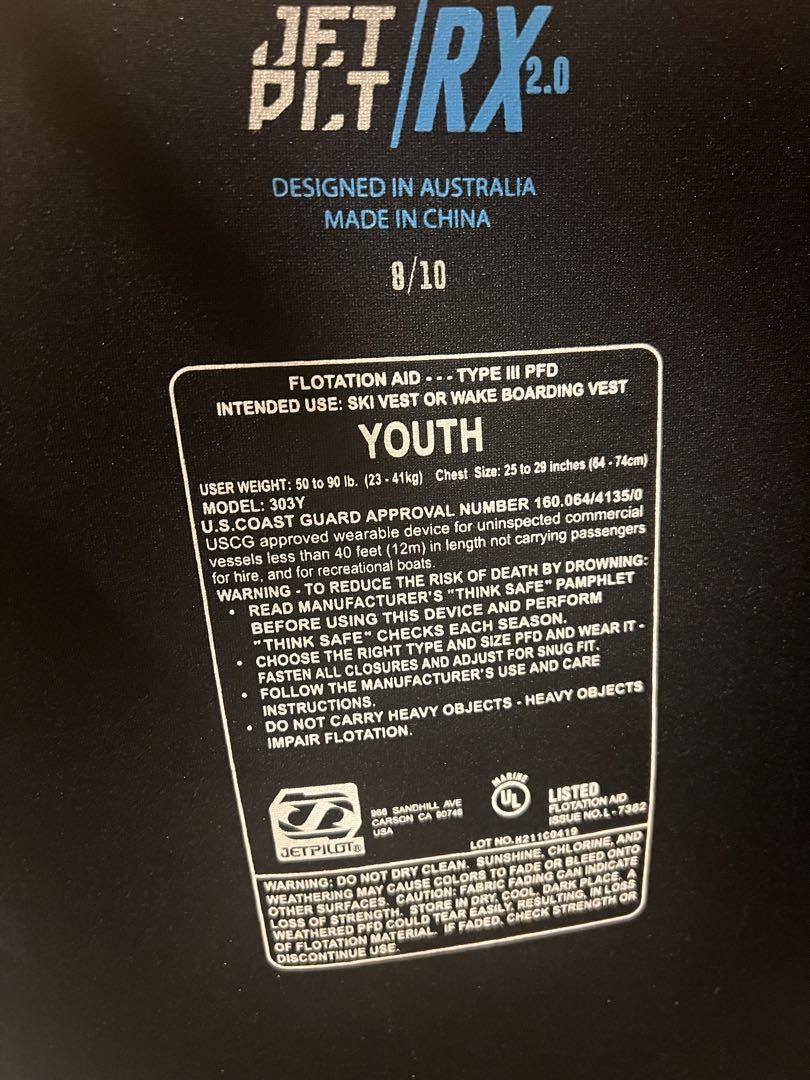 JET
PLT/RX2.0
DESIGNED IN AUSTRALIA
MADE IN CHINA
8/10
FLOTATION AID - - - TYPE III PFD
INTENDED USE: SKI VEST OR WAKE BOARDING VEST
YOUTH
USER WEIGHT: 50 to 90 lb. (23 - 41kg) Chest Size: 25 to 29 inches (64 - 74cm)
MODEL: 303Y
U.S.COAST GUARD APPROVAL NUMBER 160.064/4135/0
USCG approved wearable device for uninspected commercial
vessels less than 40 feet (12m) in length not carrying passengers
for hire, and for recreational boats.
WARNING - TO REDUCE THE RISK OF DEATH BY DROWNING:
• READ MANUFACTURER'S "THINK SAFE" PAMPHLET
BEFORE USING THIS DEVICE AND PERFORM
"THINK SAFE" CHECKS EACH SEASON.
• CHOOSE THE RIGHT TYPE AND SIZE PFD AND WEAR IT -
FASTEN ALL CLOSURES AND ADJUST FOR SNUG FIT.
• FOLLOW THE MANUFACTURER'S USE AND CARE
INSTRUCTIONS.
• DO NOT CARRY HEAVY OBJECTS - HEAVY OBJECTS
IMPAIR FLOTATION.
JETPILOT®
966 SANDHILL AVE
CARSON CA 90746
USA
MARINE
UL
LISTED
FLOTATION AID
ISSUE NO.L - 7382
LOT NO.H211C0419
WARNING: DO NOT DRY CLEAN. SUNSHINE, CHLORINE, AND
WEATHERING MAY CAUSE COLORS TO FADE OR BLEED ONTO
OTHER SURFACES. CAUTION: FABRIC FADING CAN INDICATE
LOSS OF STRENGTH. STORE IN DRY, COOL, DARK PLACE. A
WEATHERED PFD COULD TEAR EASILY, RESULTING, IN LOSS
OF FLOTATION MATERIAL. IF FADED, CHECK STRENGTH OR
DISCONTINUE USE.